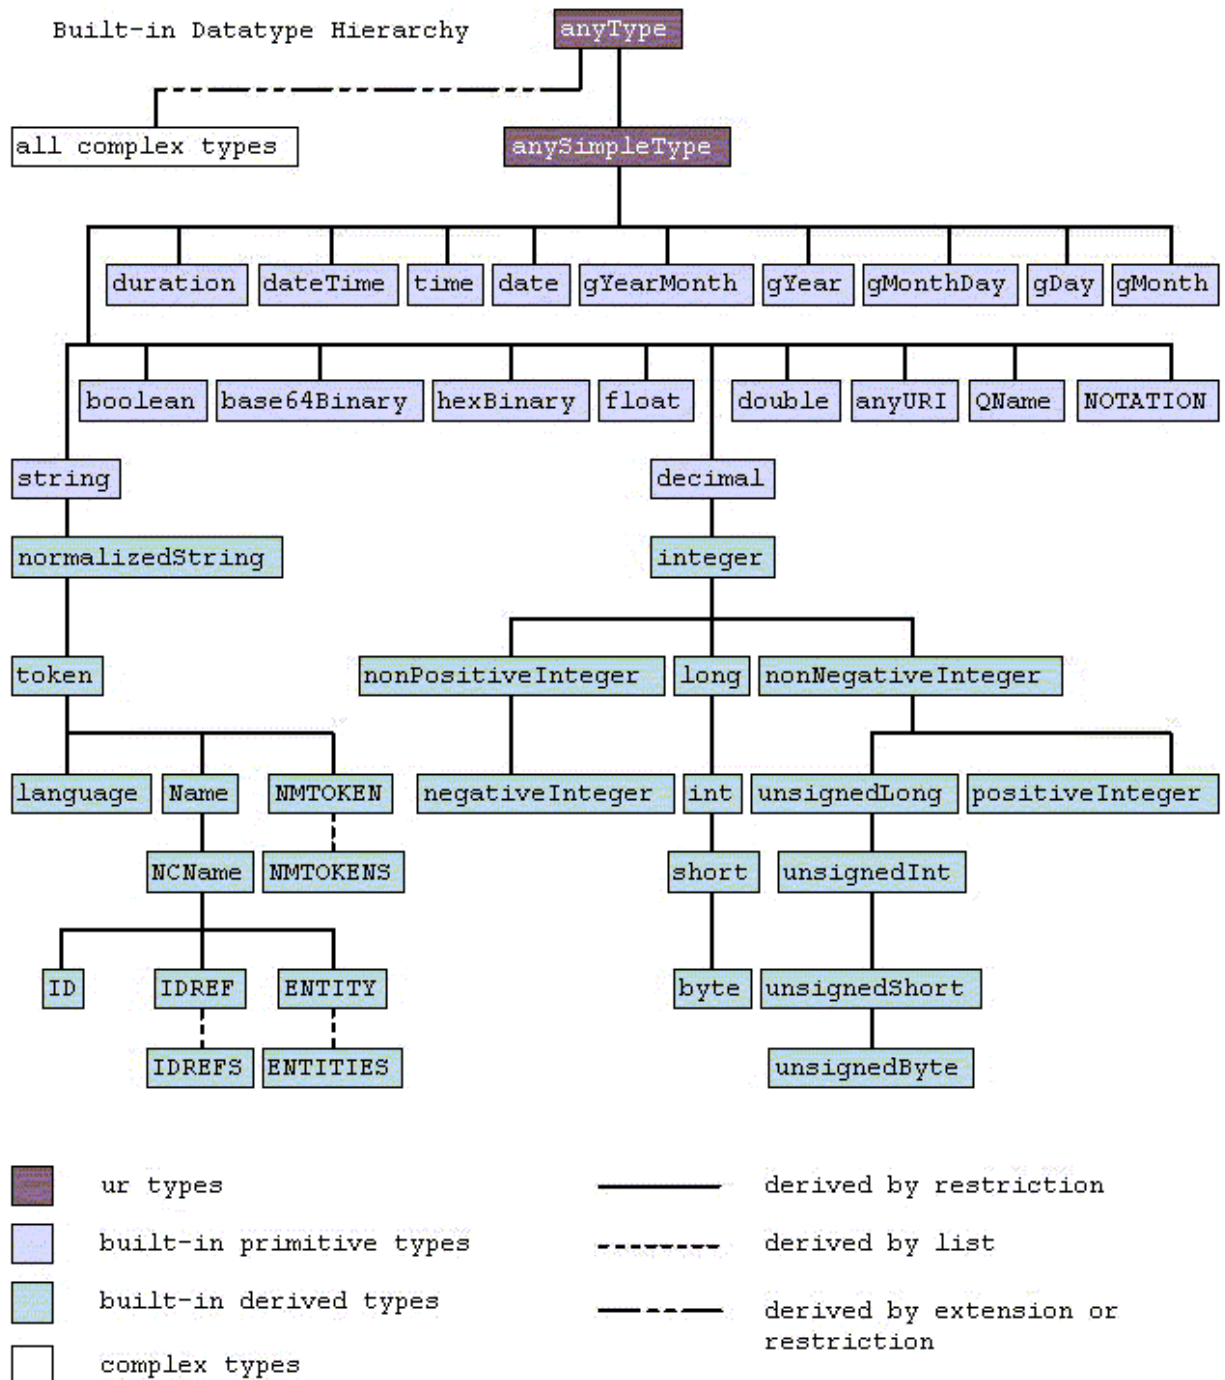 Built-in Datatype Hierarchy
anyType
all complex types
anySimpleType
duration dateTime time date gYearMonth gYear gMonthDay gDay gMonth
boolean base64Binary hexBinary float double anyURI QName NOTATION
string decimal
normalizedString integer
token nonPositiveInteger long nonNegativeInteger
language Name NMTOKEN negativeInteger int unsignedLong positiveInteger
NCName NMTOKENS short unsignedInt
ID IDREF ENTITY byte unsignedShort
IDREFS ENTITIES unsignedByte
ur types derived by restriction
built-in primitive types derived by list
built-in derived types derived by extension or
restriction
complex types